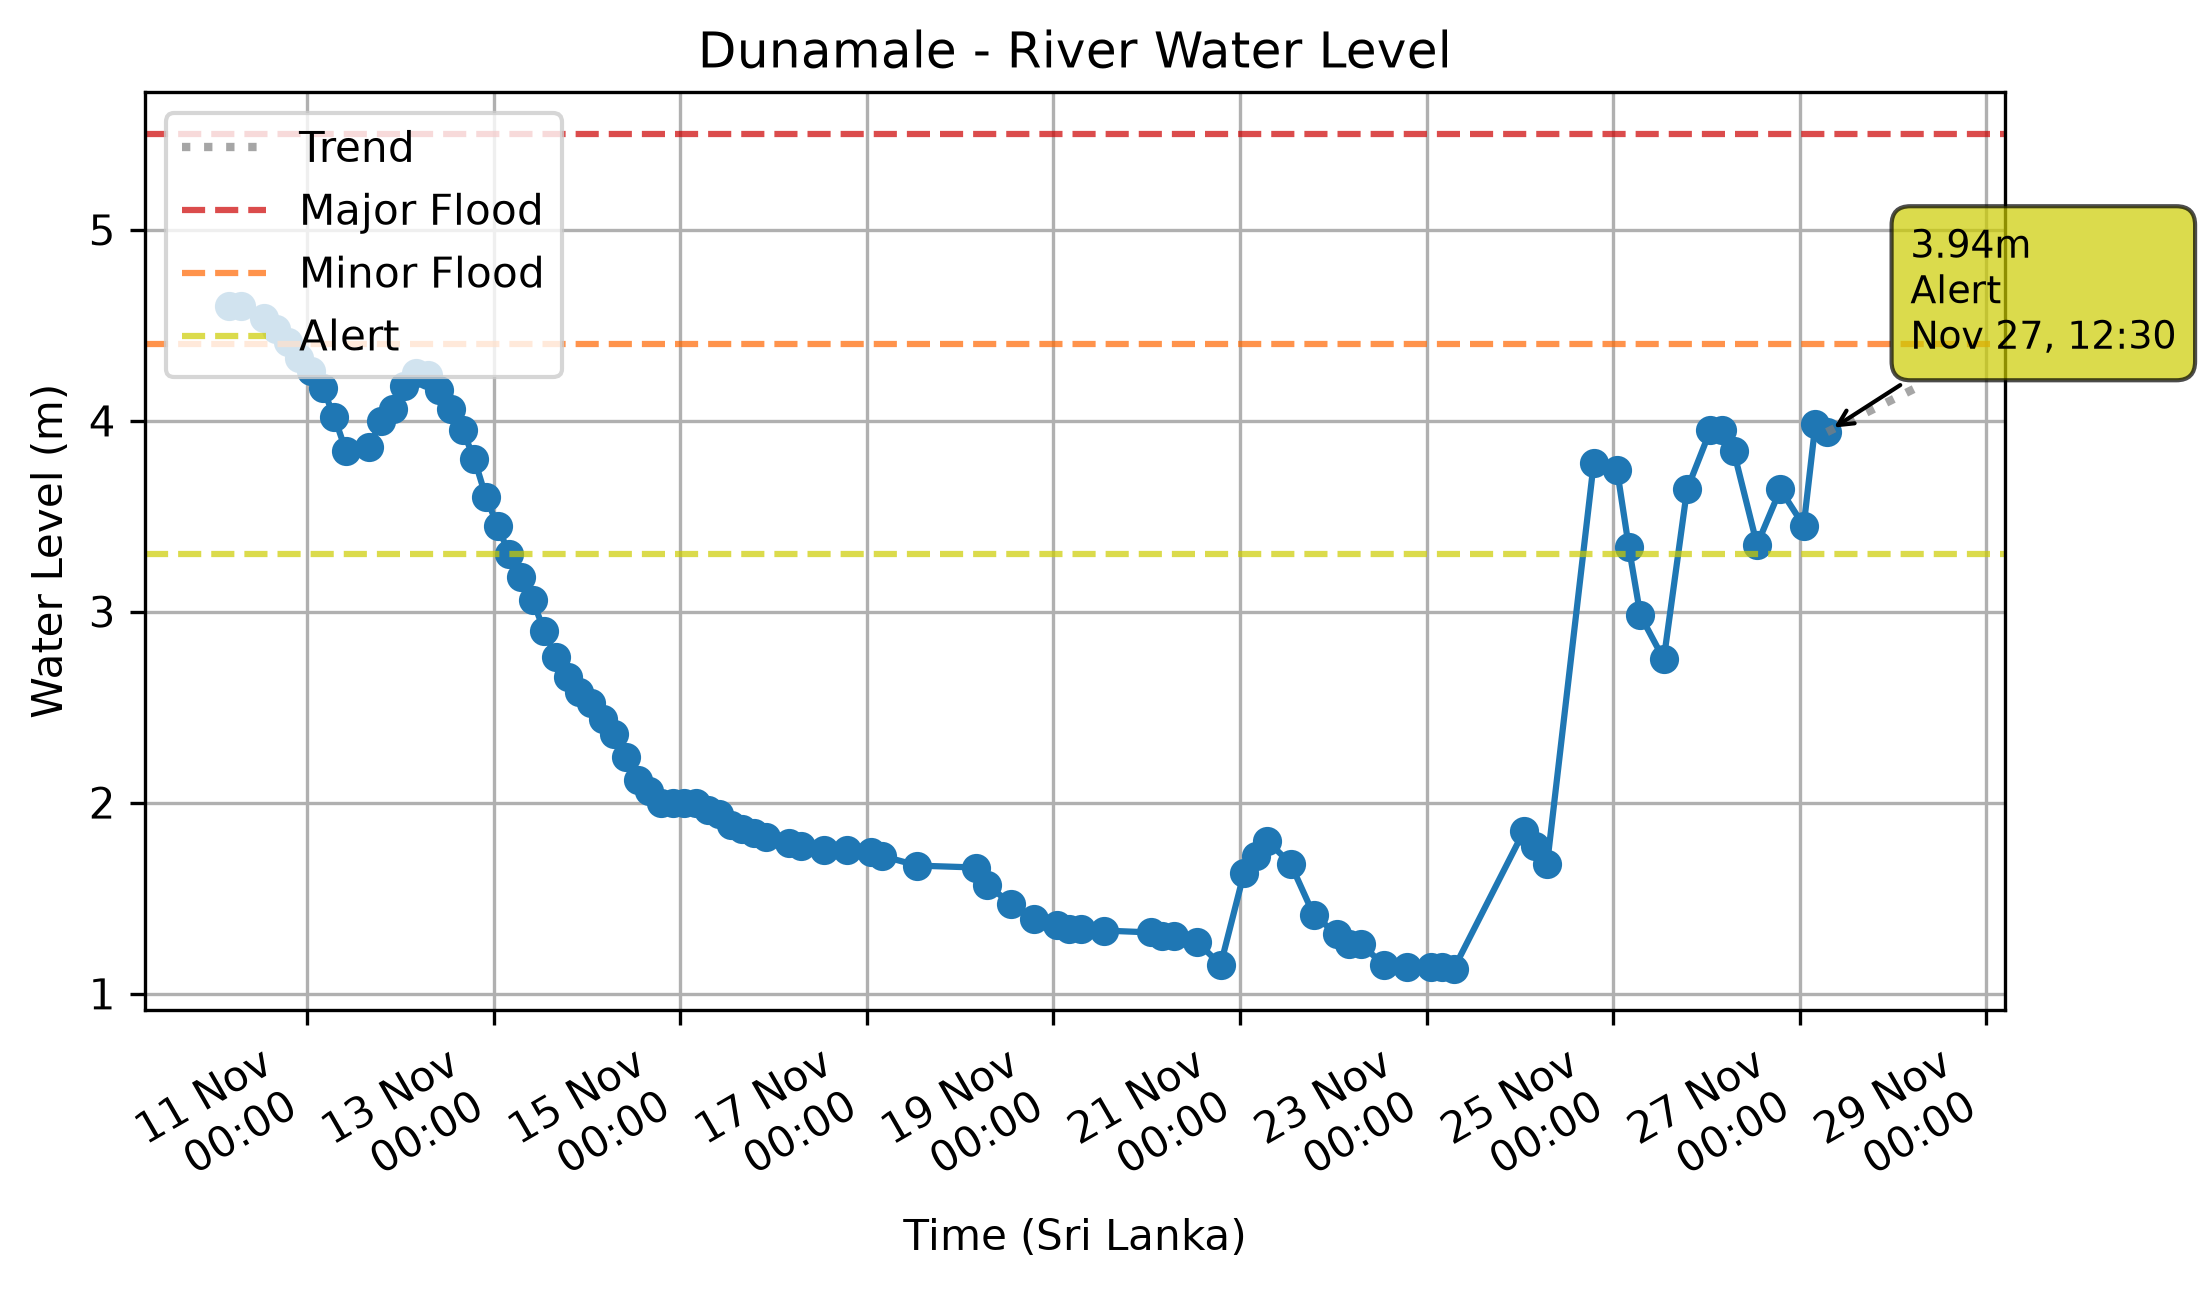 Dunamale - River Water Level
Trend
Major Flood
Minor Flood
Alert
3.94m
Alert
Nov 27, 12:30
Water Level (m)
5
4
3
2
1
11 Nov
00:00
13 Nov
00:00
15 Nov
00:00
17 Nov
00:00
19 Nov
00:00
21 Nov
00:00
23 Nov
00:00
25 Nov
00:00
27 Nov
00:00
29 Nov
00:00
Time (Sri Lanka)